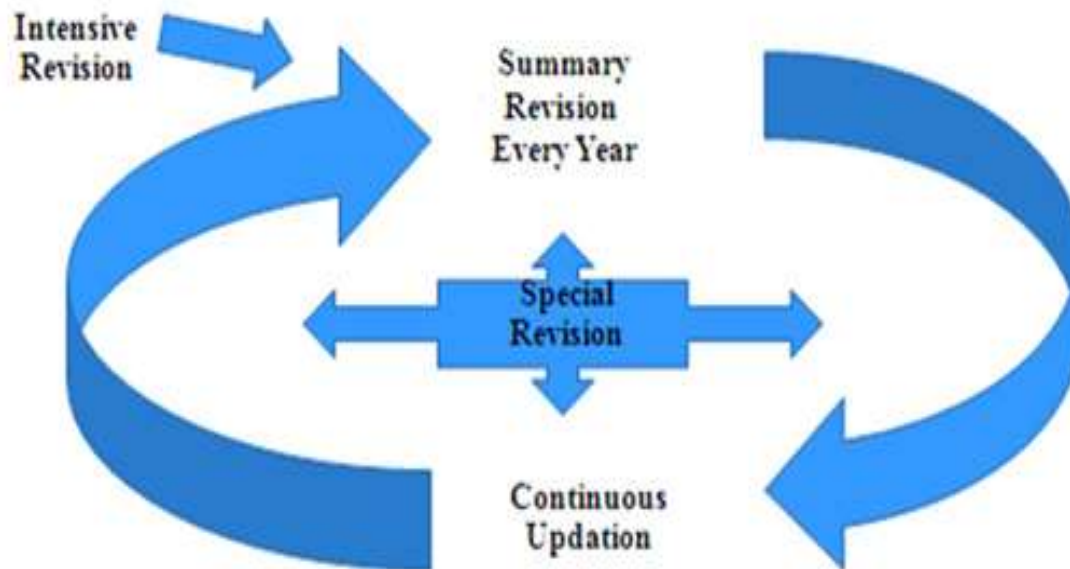 Intensive
Revision
Summary
Revision
Every Year
Special
Revision
Continuous
Updation